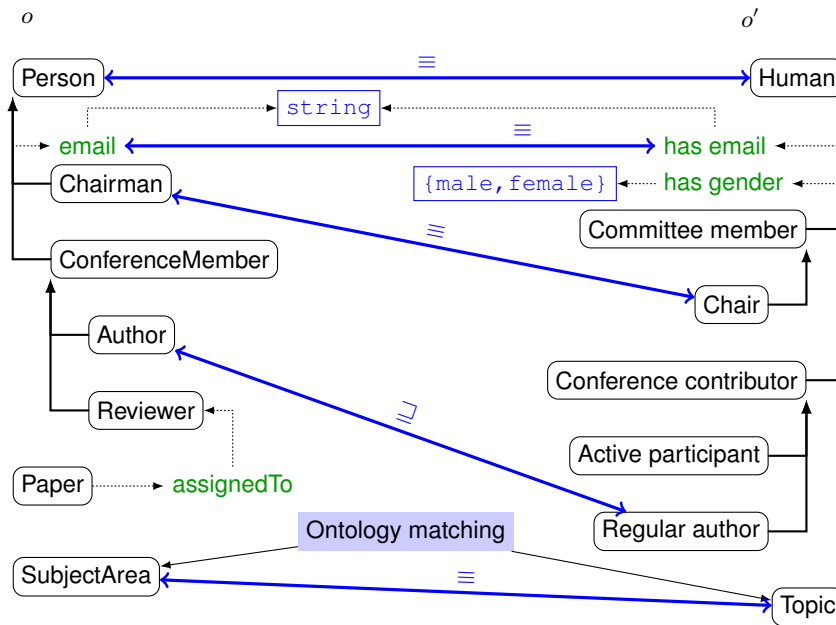 o
o′
≡
Person
Human
string
email
≡
has email
Chairman
{male,female}
has gender
≡
Committee member
ConferenceMember
Chair
Author
Conference contributor
Reviewer
⊒
Active participant
Paper
assignedTo
Ontology matching
Regular author
SubjectArea
≡
Topic